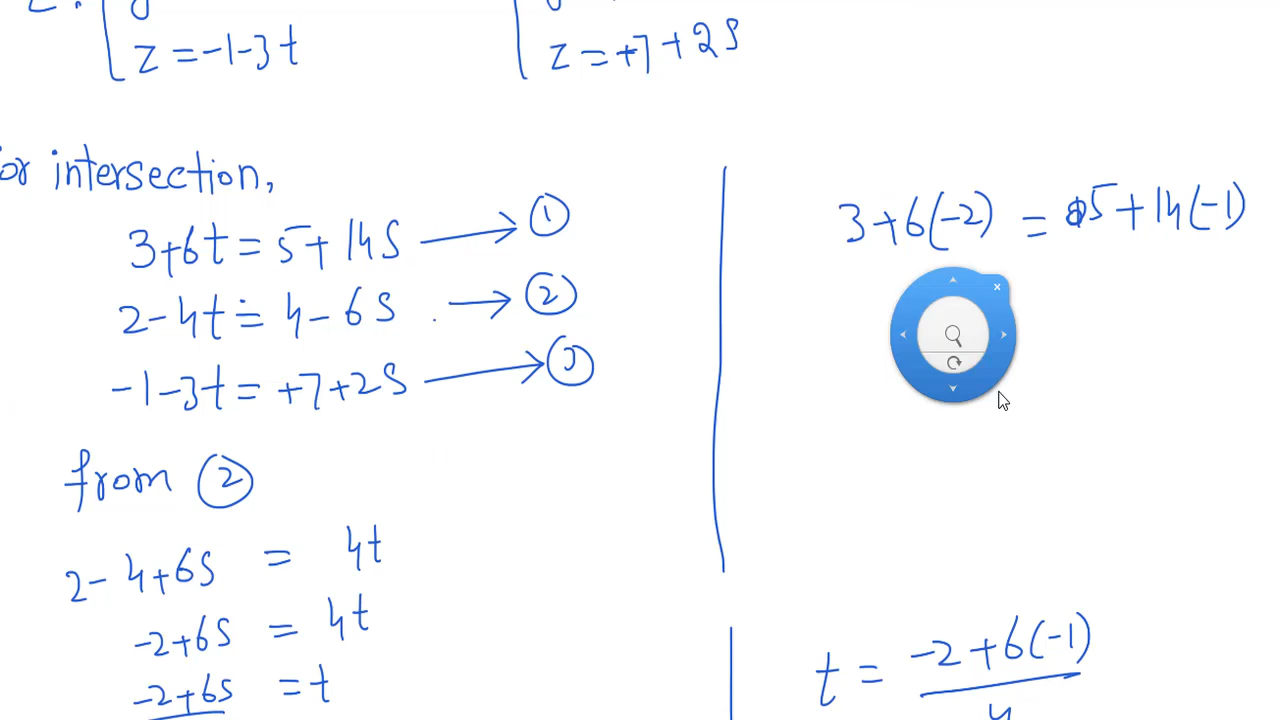 z = -1-3t
z = +7+2s
or intersection,
3+6t = 5+14s → ①
2-4t = 4-6s → ②
-1-3t = +7+2s → ③
from ②
2-4+6s = 4t
-2+6s = 4t
-2+6s = t
3+6(-2) = 5+14(-1)
t = -2+6(-1)
4